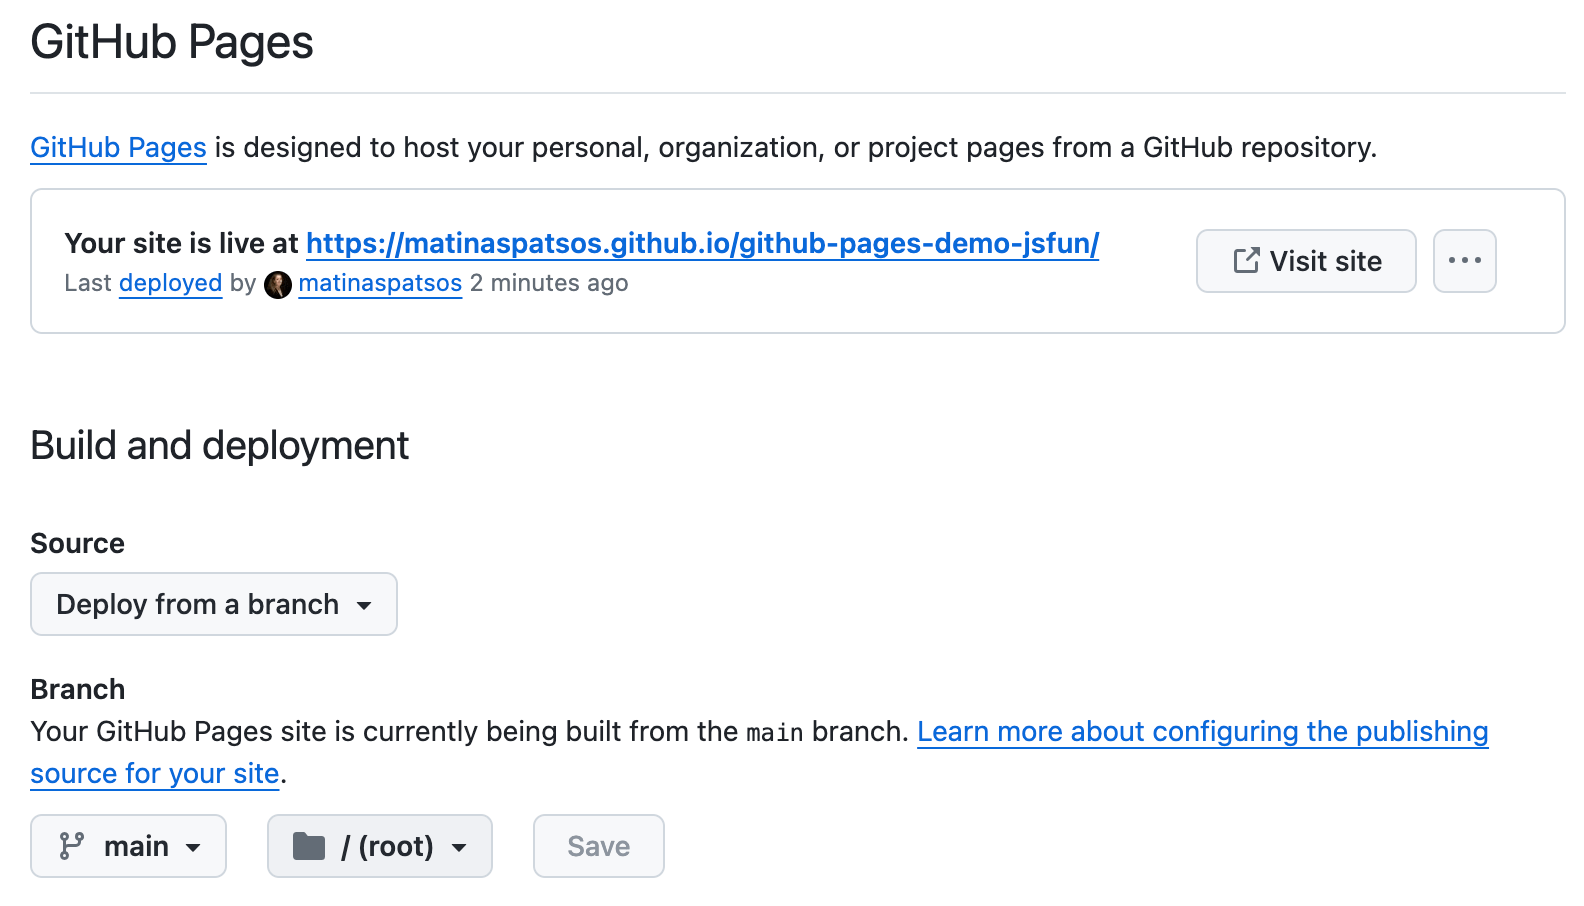 GitHub Pages
GitHub Pages is designed to host your personal, organization, or project pages from a GitHub repository.
Your site is live at https://matinaspatsos.github.io/github-pages-demo-jsfun/
Last deployed by matinaspatsos 2 minutes ago
Visit site
Build and deployment
Source
Deploy from a branch
Branch
Your GitHub Pages site is currently being built from the main branch. Learn more about configuring the publishing
source for your site.
main
/ (root)
Save